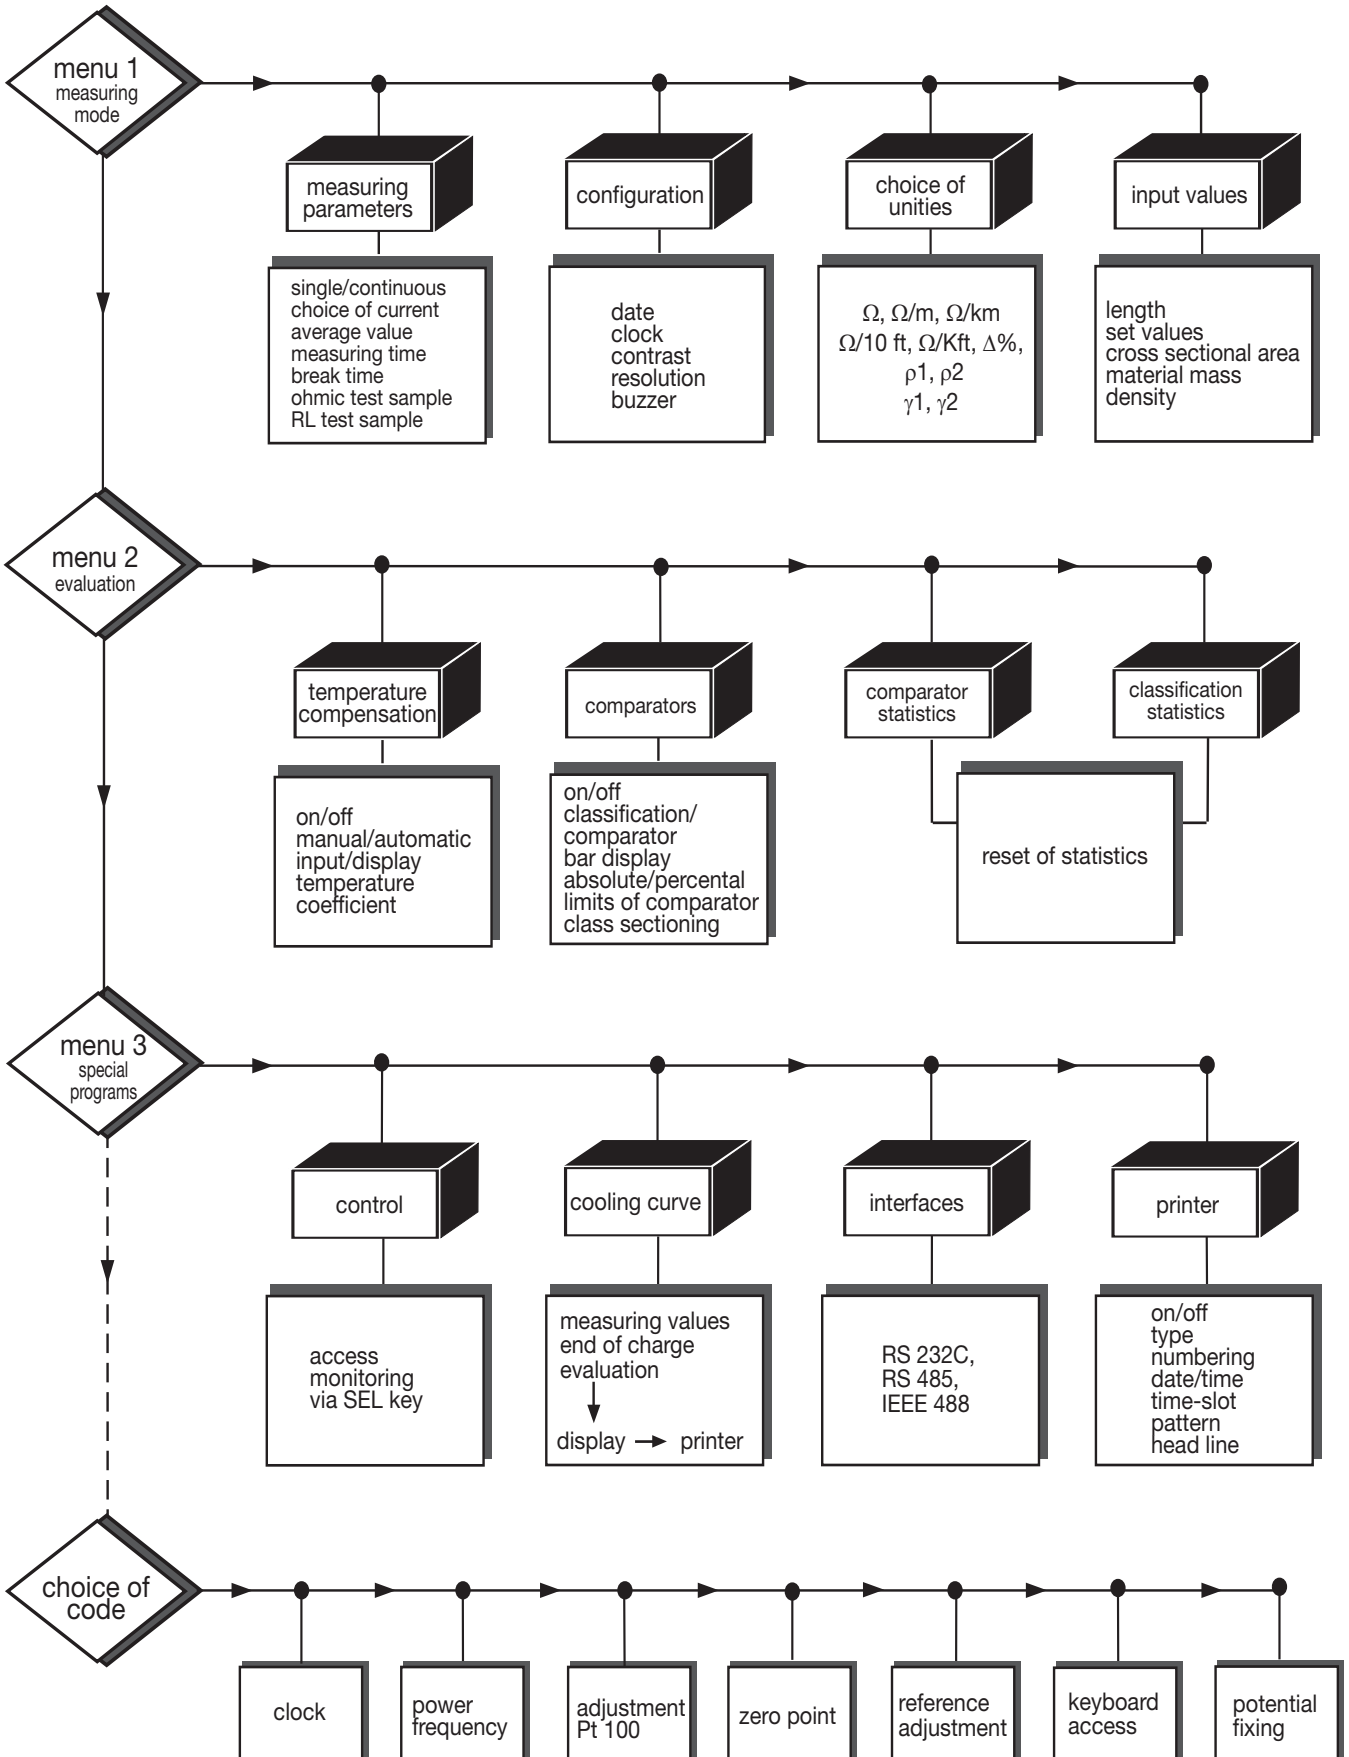 menu 1
measuring
mode
measuring
parameters
configuration
choice of
unities
input values
single/continuous
choice of current
average value
measuring time
break time
ohmic test sample
RL test sample
date
clock
contrast
resolution
buzzer
Ω, Ω/m, Ω/km
Ω/10 ft, Ω/Kft, Δ%,
ρ1, ρ2
γ1, γ2
length
set values
cross sectional area
material mass
density
menu 2
evaluation
temperature
compensation
comparators
comparator
statistics
classification
statistics
on/off
manual/automatic
input/display
temperature
coefficient
on/off
classification/
comparator
bar display
absolute/percental
limits of comparator
class sectioning
reset of statistics
menu 3
special
programs
control
cooling curve
interfaces
printer
access
monitoring
via SEL key
measuring values
end of charge
evaluation
display
printer
RS 232C,
RS 485,
IEEE 488
on/off
type
numbering
date/time
time-slot
pattern
head line
choice of
code
clock
power
frequency
adjustment
Pt 100
zero point
reference
adjustment
keyboard
access
potential
fixing